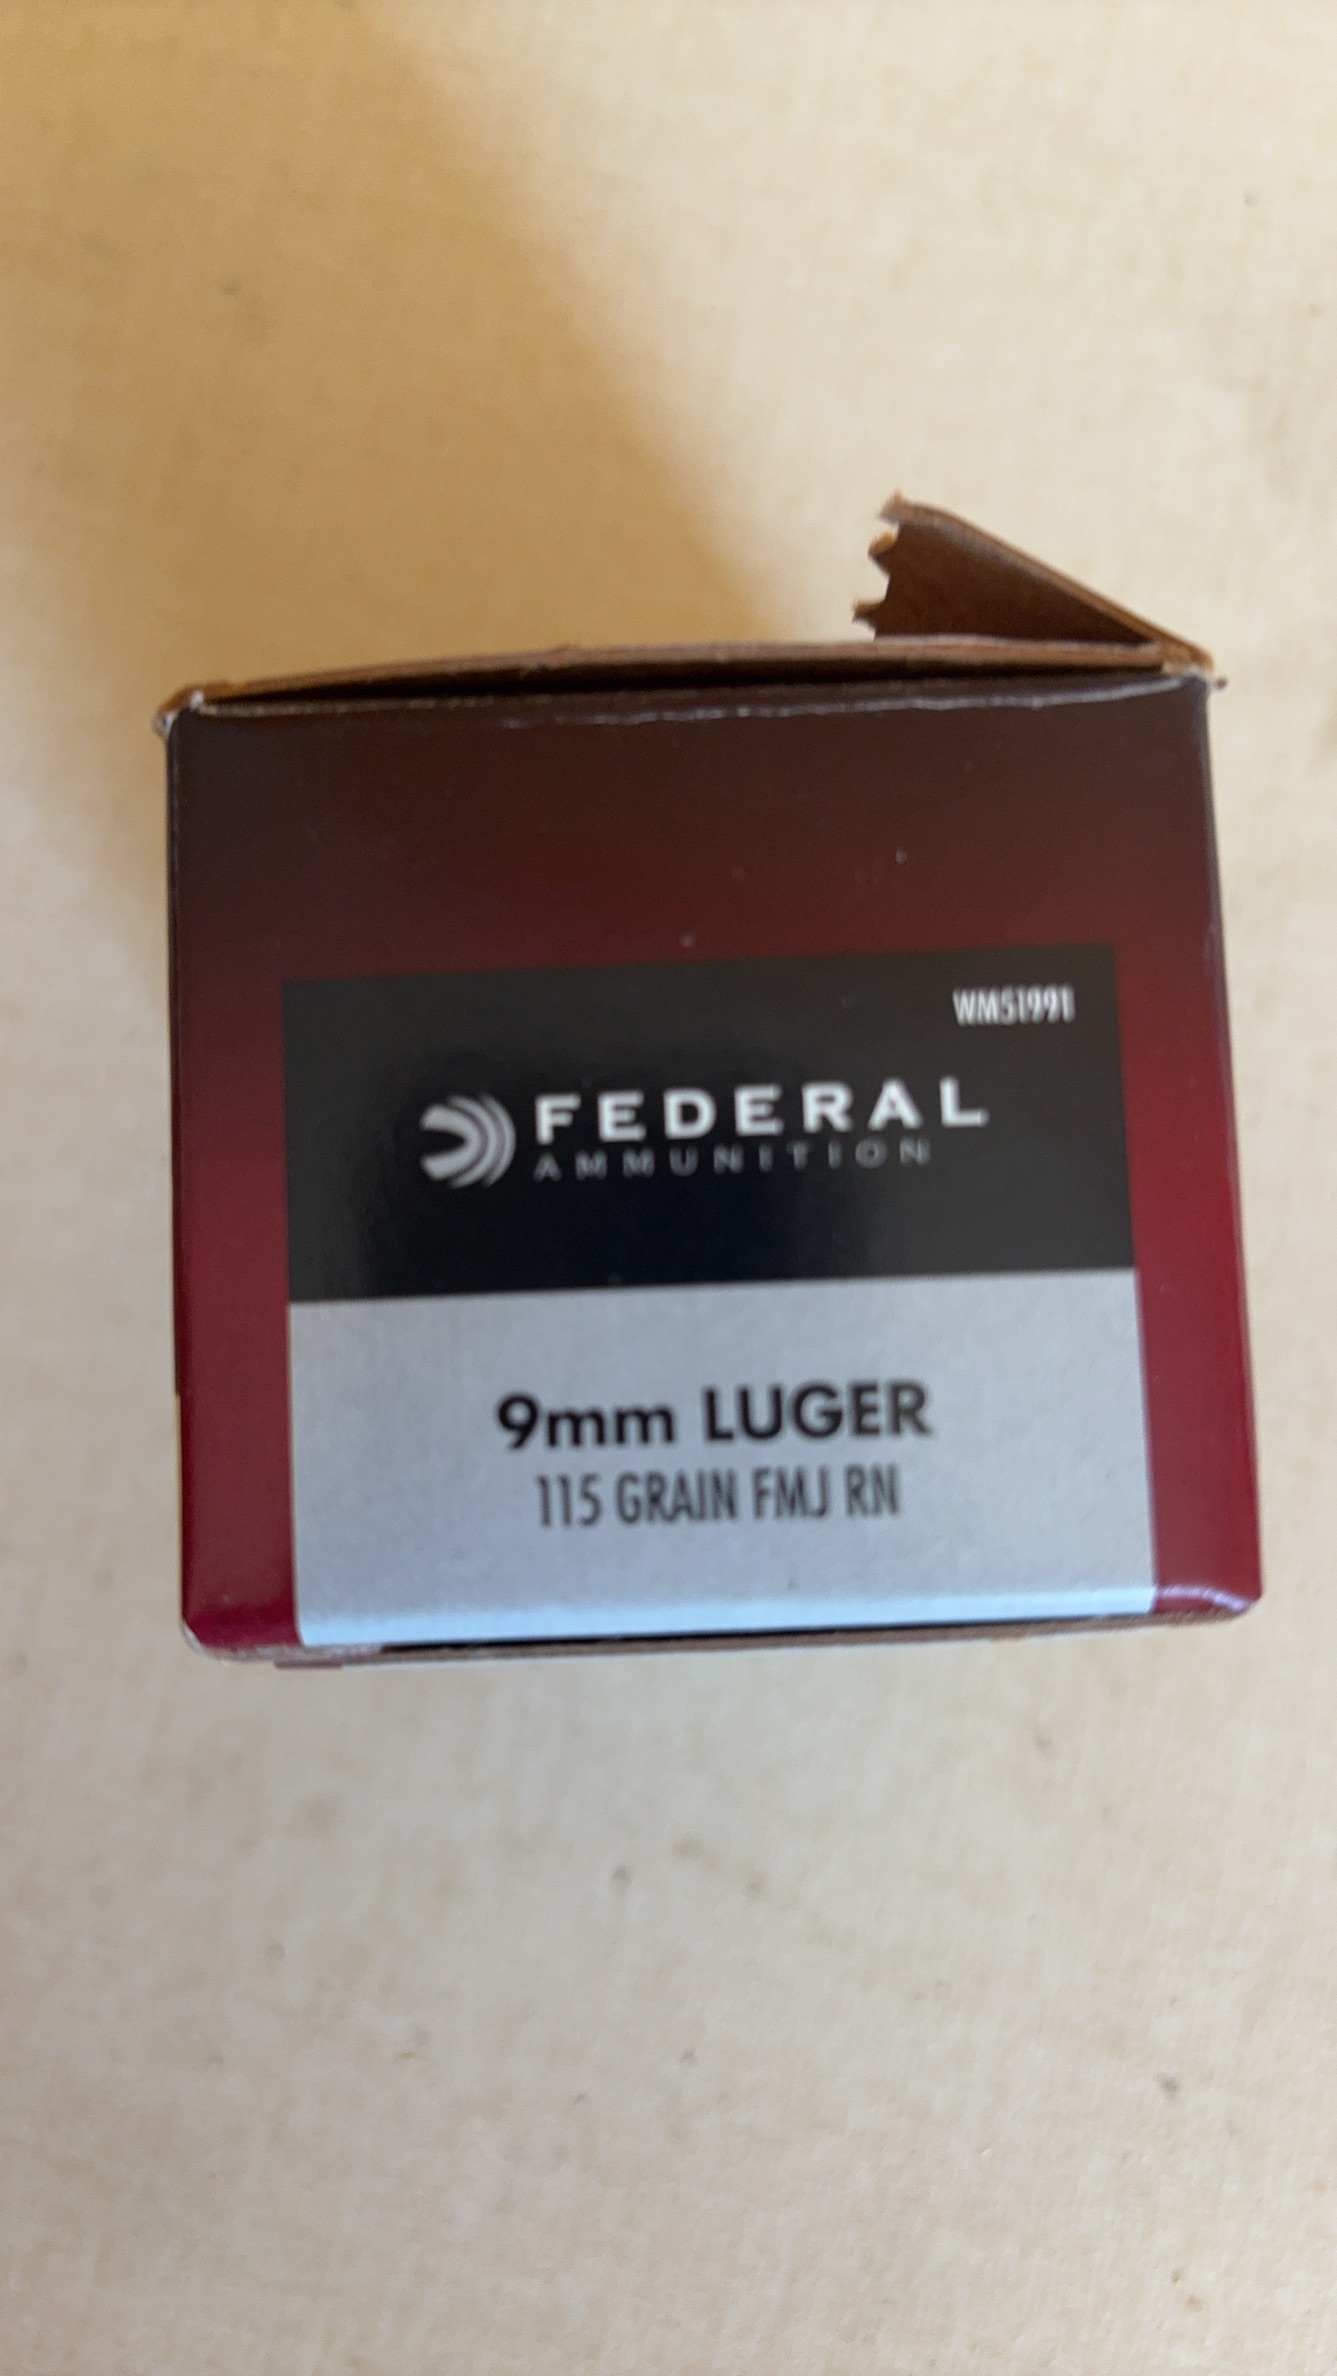 WM51991
FEDERAL
AMMUNITION
9mm LUGER
115 GRAIN FMJ RN